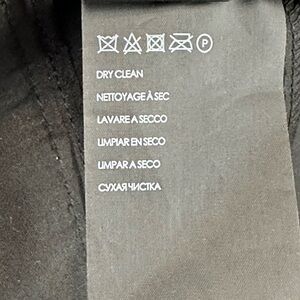 P
DRY CLEAN
NETTOYAGE À SEC
LAVARE A SECCO
LIMPIAR EN SECO
LIMPAR A SECO
СУХАЯ ЧИСТКА